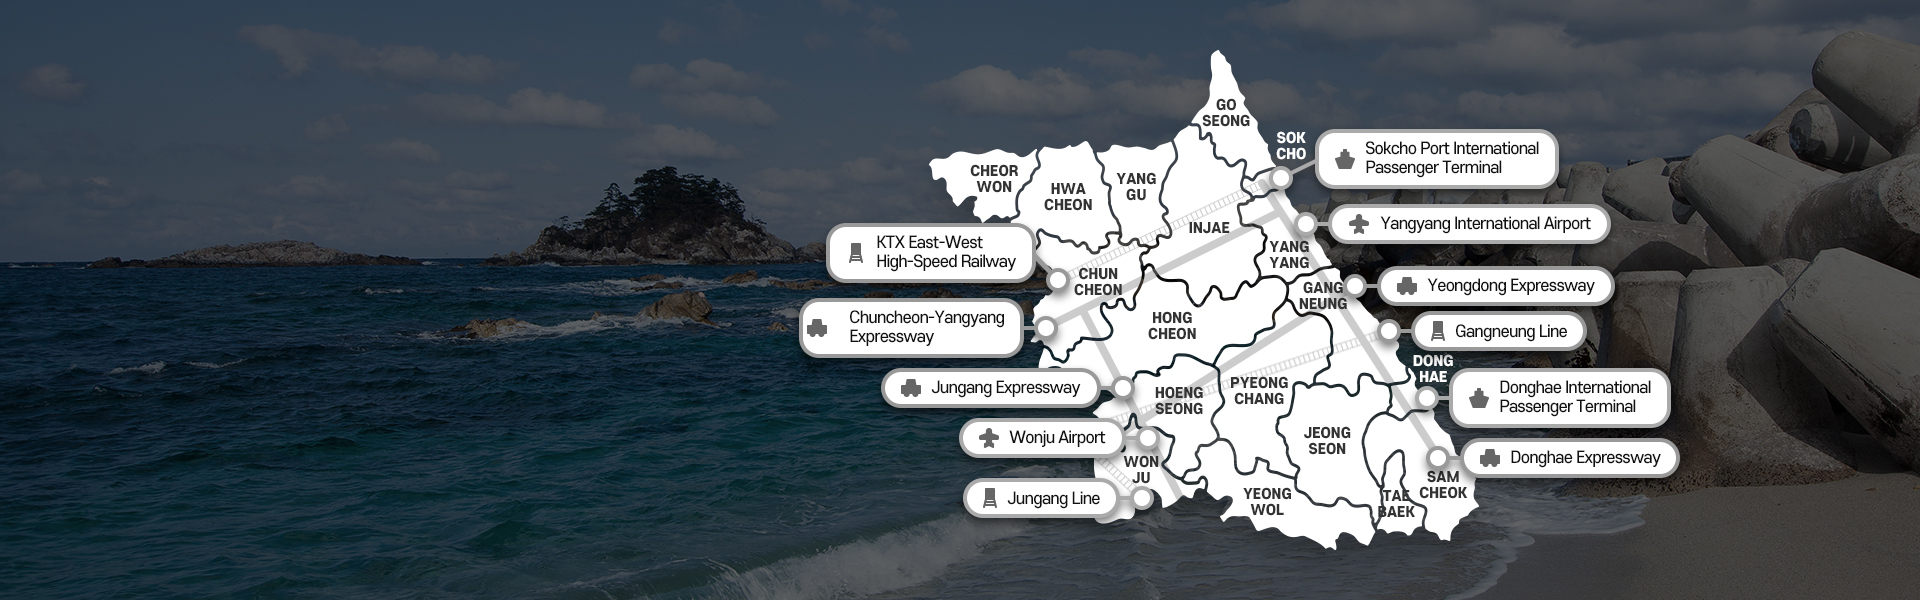 GO
SEONG
SOK
CHO
Sokcho Port International
Passenger Terminal
CHEOR
WON
HWA
CHEON
YANG
GU
INJAE
Yangyang International Airport
YANG
YANG
KTX East-West
High-Speed Railway
CHUN
CHEON
GANG
NEUNG
Yeongdong Expressway
Chuncheon-Yangyang
Expressway
HONG
CHEON
Gangneung Line
DONG
HAE
Jungang Expressway
HOENG
SEONG
PYEONG
CHANG
Donghae International
Passenger Terminal
Wonju Airport
WON
JU
JEONG
SEON
Donghae Expressway
SAM
CHEOK
Jungang Line
YEONG
WOL
TAE
BAEK